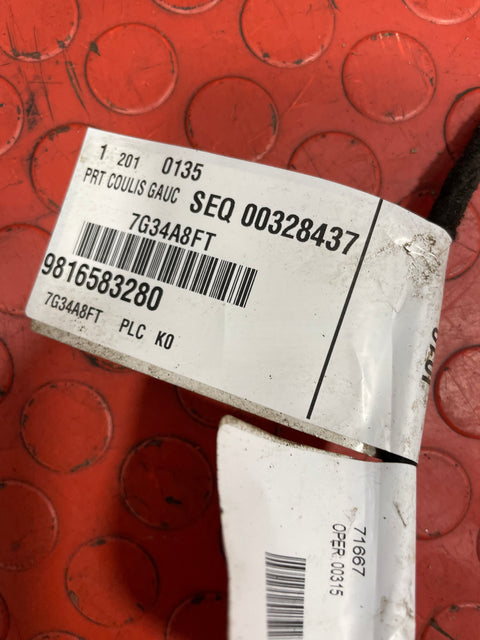 1 201 0135
PRT COULIS GAUC SEQ 00328437
7G34A8FT
9816583280
7G34A8FT PLC K0
71667
OPER 00315